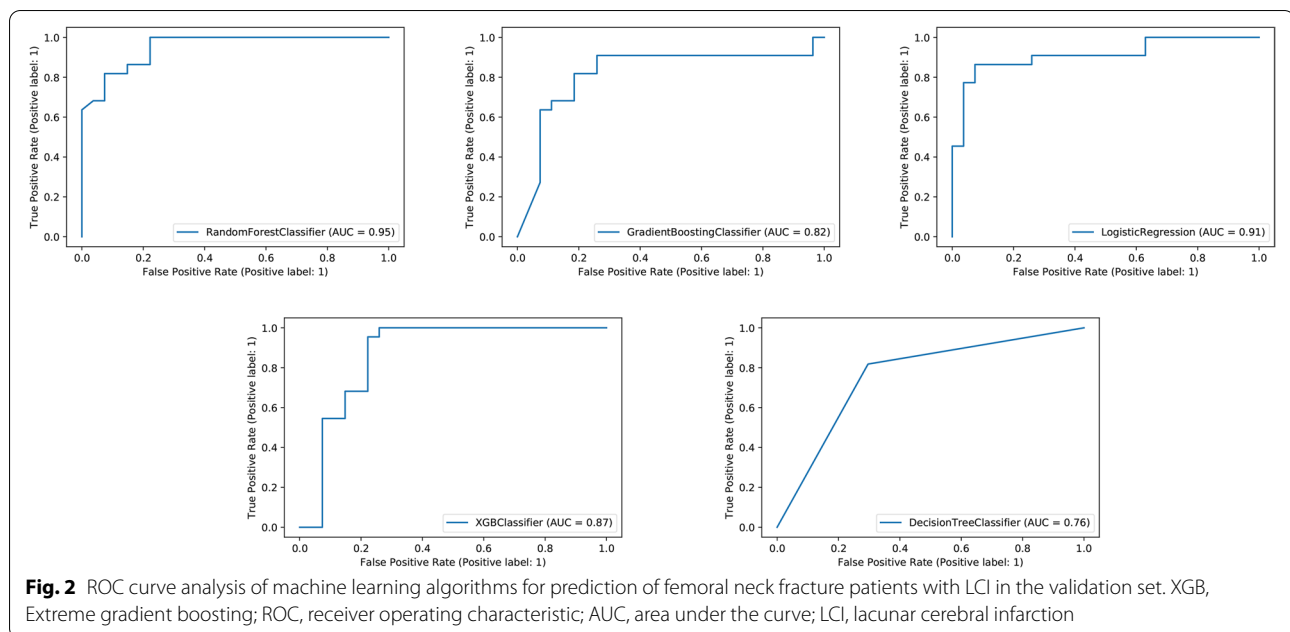 1.0
0.8
0.6
0.4
0.2
0.0
True Positive Rate (Positive label: 1)
RandomForestClassifier (AUC = 0.95)
0.0 0.2 0.4 0.6 0.8 1.0
False Positive Rate (Positive label: 1)
1.0
0.8
0.6
0.4
0.2
0.0
True Positive Rate (Positive label: 1)
GradientBoostingClassifier (AUC = 0.82)
0.0 0.2 0.4 0.6 0.8 1.0
False Positive Rate (Positive label: 1)
1.0
0.8
0.6
0.4
0.2
0.0
True Positive Rate (Positive label: 1)
LogisticRegression (AUC = 0.91)
0.0 0.2 0.4 0.6 0.8 1.0
False Positive Rate (Positive label: 1)
1.0
0.8
0.6
0.4
0.2
0.0
True Positive Rate (Positive label: 1)
XGBClassifier (AUC = 0.87)
0.0 0.2 0.4 0.6 0.8 1.0
False Positive Rate (Positive label: 1)
1.0
0.8
0.6
0.4
0.2
0.0
True Positive Rate (Positive label: 1)
DecisionTreeClassifier (AUC = 0.76)
0.0 0.2 0.4 0.6 0.8 1.0
False Positive Rate (Positive label: 1)
Fig. 2 ROC curve analysis of machine learning algorithms for prediction of femoral neck fracture patients with LCI in the validation set. XGB,
Extreme gradient boosting; ROC, receiver operating characteristic; AUC, area under the curve; LCI, lacunar cerebral infarction